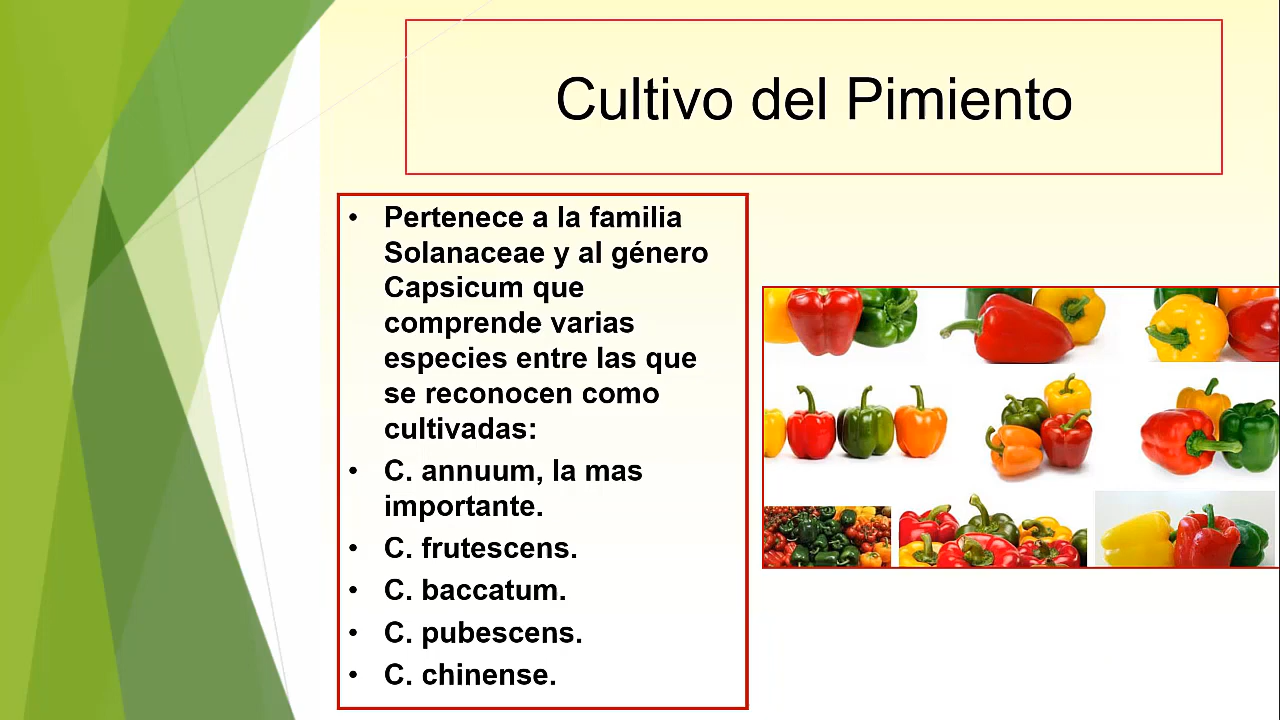 Cultivo del Pimiento
• Pertenece a la familia
Solanaceae y al género
Capsicum que
comprende varias
especies entre las que
se reconocen como
cultivadas:
• C. annuum, la mas
importante.
• C. frutescens.
• C. baccatum.
• C. pubescens.
• C. chinense.